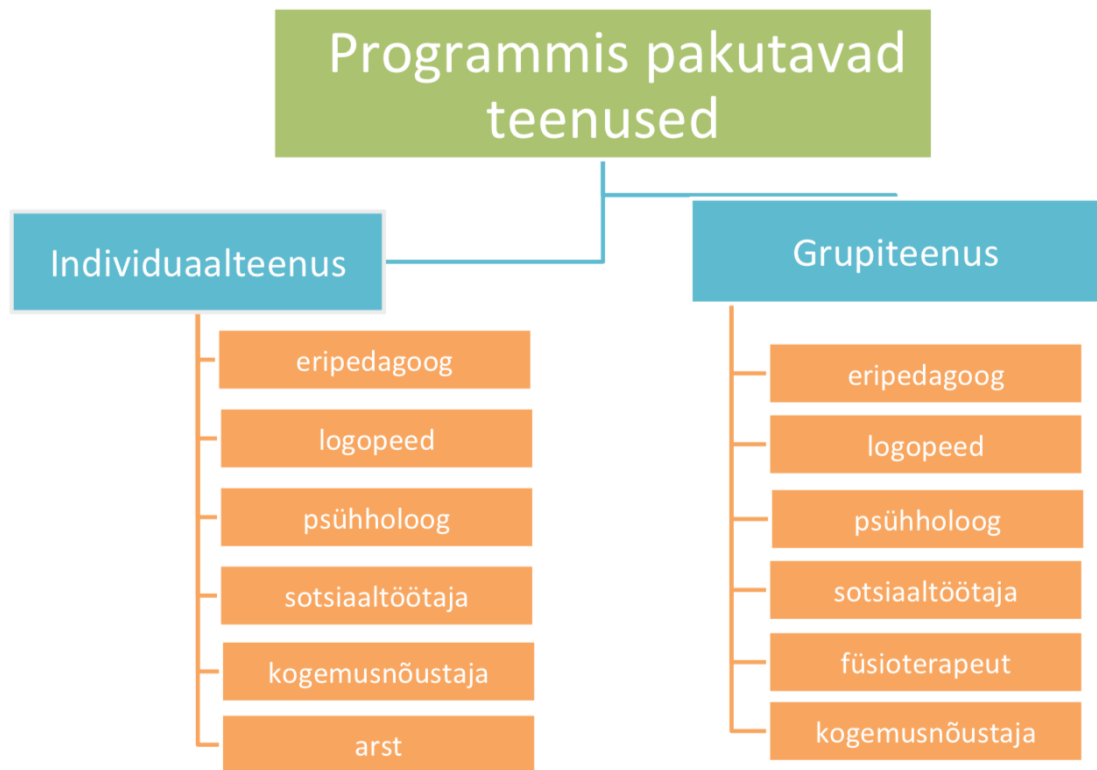 Programmis pakutavad
teenused
Individuaalteenus
eripedagoog
logopeed
psühholoog
sotsiaaltöötaja
kogemusnõustaja
arst
Grupiteenus
eripedagoog
logopeed
psühholoog
sotsiaaltöötaja
füsioterapeut
kogemusnõustaja